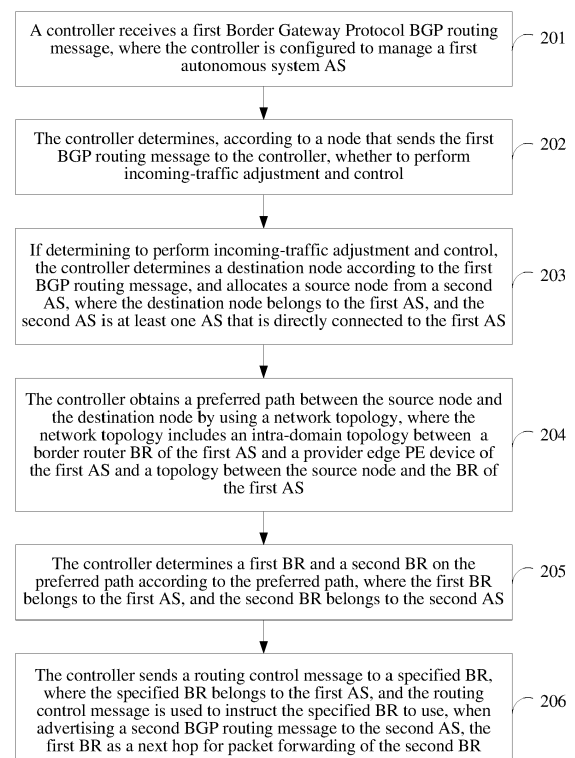 A controller receives a first Border Gateway Protocol BGP routing
message, where the controller is configured to manage a first
autonomous system AS
201
The controller determines, according to a node that sends the first
BGP routing message to the controller, whether to perform
incoming-traffic adjustment and control
202
If determining to perform incoming-traffic adjustment and control,
the controller determines a destination node according to the first
BGP routing message, and allocates a source node from a second
AS, where the destination node belongs to the first AS, and the
second AS is at least one AS that is directly connected to the first AS
203
The controller obtains a preferred path between the source node and
the destination node by using a network topology, where the
network topology includes an intra-domain topology between a
border router BR of the first AS and a provider edge PE device of
the first AS and a topology between the source node and the BR of
the first AS
204
The controller determines a first BR and a second BR on the
preferred path according to the preferred path, where the first BR
belongs to the first AS, and the second BR belongs to the second AS
205
The controller sends a routing control message to a specified BR,
where the specified BR belongs to the first AS, and the routing
control message is used to instruct the specified BR to use, when
advertising a second BGP routing message to the second AS, the
first BR as a next hop for packet forwarding of the second BR
206